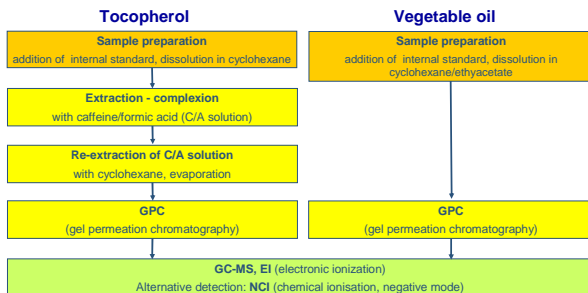 Tocopherol
Sample preparation
addition of  internal standard, dissolution in cyclohexane
Extraction - complexion
with caffeine/formic acid (C/A solution)
Re-extraction of C/A solution
with cyclohexane, evaporation
GPC
(gel permeation chromatography)
Vegetable oil
Sample preparation
addition of  internal standard, dissolution in
cyclohexane/ethyacetate
GPC
(gel permeation chromatography)
GC-MS, EI (electronic ionization)
Alternative detection: NCI (chemical ionisation, negative mode)